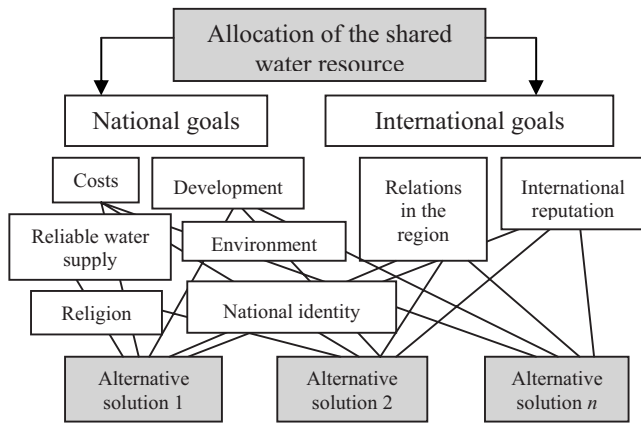 Allocation of the shared
water resource
National goals
International goals
Costs
Development
Relations
in the
region
International
reputation
Reliable water
supply
Environment
Religion
National identity
Alternative
solution 1
Alternative
solution 2
Alternative
solution n